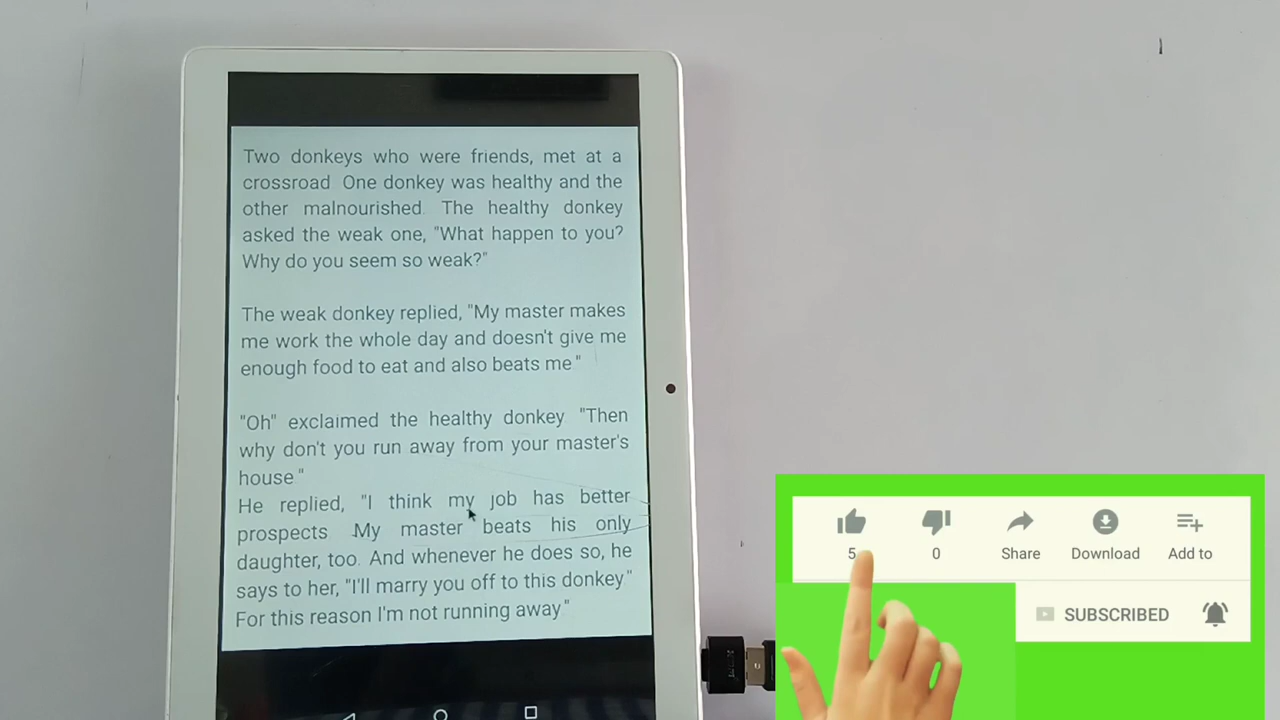 Two donkeys who were friends, met at a
crossroad One donkey was healthy and the
other malnourished. The healthy donkey
asked the weak one, "What happen to you?
Why do you seem so weak?"
The weak donkey replied, "My master makes
me work the whole day and doesn't give me
enough food to eat and also beats me."
"Oh" exclaimed the healthy donkey "Then
why don't you run away from your master's
house."
He replied, "I think my job has better
prospects My master beats his only
daughter, too. And whenever he does so, he
says to her, "I'll marry you off to this donkey."
For this reason I'm not running away"
5
0
Share
Download
Add to
SUBSCRIBED